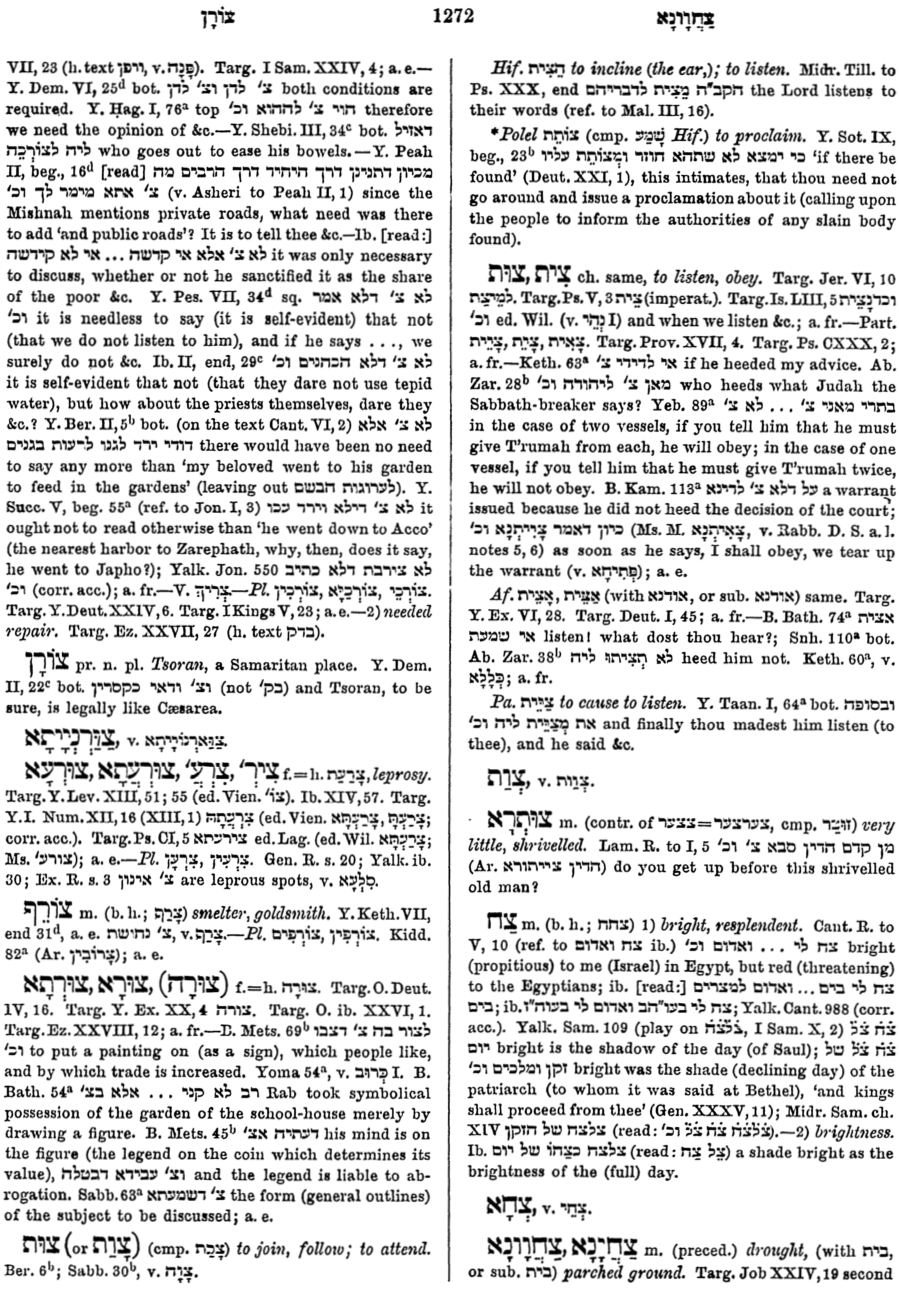 צוֹרָן 1272 צַחֲוָונָא
VII, 23 (h. text ויפן, v. פָּנָה). Targ. I Sam. XXIV, 4; a. e.—
Y. Dem. VI, 25d bot. צ׳ לדן וצ׳ לדן both conditions are
required. Y. Ḥag. I, 76a top חזי צ׳ לההוא וכ׳ therefore
we need the opinion of &c.—Y. Shebi. III, 34c bot. דאזיל
ליה לצוֹרְכֵּה who goes out to ease his bowels.—Y. Peah
II, beg., 16d [read] מכיון דתנינן דרך היחיד דרך הרבים מה
צ׳ אתא מימר לך וכ׳ (v. Asheri to Peah II, 1) since the
Mishnah mentions private roads, what need was there
to add ‘and public roads’? It is to tell thee &c.—Ib. [read:]
לא צ׳ אלא אי קדשה ... אי לא קידשה it was only necessary
to discuss, whether or not he sanctified it as the share
of the poor &c. Y. Pes. VII, 34d sq. לא צ׳ דלא אמר
וכ׳ it is needless to say (it is self-evident) that not
(that we do not listen to him), and if he says . . ., we
surely do not &c. Ib. II, end, 29c לא צ׳ דלא הכהנים וכ׳
it is self-evident that not (that they dare not use tepid
water), but how about the priests themselves, dare they
&c.? Y. Ber. II, 5b bot. (on the text Cant. VI, 2) לא צ׳ אלא
דודי ירד לגנו לרעות בגנים there would have been no need
to say any more than ‘my beloved went to his garden
to feed in the gardens’ (leaving out לערוגות הבשם). Y.
Succ. V, beg. 55a (ref. to Jon. I, 3) לא צ׳ דילא וירד עכו it
ought not to read otherwise than ‘he went down to Acco’
(the nearest harbor to Zarephath, why, then, does it say,
he went to Japho?); Yalk. Jon. 550 לא צירבת דלא כתיב
וכ׳ (corr. acc.); a. fr.—V. צְרִיךְ.—Pl. צוֹרְכֵי, צוֹרְכַיָּא, צוֹרְכִין.
Targ. Y. Deut. XXIV, 6. Targ. I Kings V, 23; a. e.—2) needed
repair. Targ. Ez. XXVII, 27 (h. text בדק).
צוֹרָן pr. n. pl. Tsoran, a Samaritan place. Y. Dem.
II, 22c bot. וצ׳ ודאי כקסרין (not בק׳) and Tsoran, to be
sure, is legally like Cæsarea.
צַוּרְנְיָיתָא, v. צַוָּארְנוּיָיתָא.
צוּרְעָא, צוּרְעֲתָא, צִרְעֲ׳, צִירְ׳ f.=h. צָרַעַת, leprosy.
Targ. Y. Lev. XIII, 51; 55 (ed. Vien. צוֹ׳). Ib. XIV, 57. Targ.
Y. I. Num. XII, 16 (XIII, 1) צִרְעֲתָהּ (ed. Vien. צָרַעְתָּא, צָרַעְתָּהּ;
corr. acc.). Targ. Ps. CI, 5 צירעתא ed. Lag. (ed. Wil. צָרַעְתָּא;
Ms. צורע׳); a. e.—Pl. צִרְעִין, צִרְעָן. Gen. R. s. 20; Yalk. ib.
30; Ex. R. s. 3 צ׳ אינון are leprous spots, v. סַלְעָא.
צוֹרֵף m. (b. h.; צָרַף) smelter, goldsmith. Y. Keth. VII,
end 31d, a. e. צ׳ נחישת, v. צָרַף.—Pl. צוֹרְפִים, צוֹרְפִין. Kidd.
82a (Ar. צָרוֹבִין); a. e.
צוּרְתָא, צוּרָא, (צוּרָה) f.=h. צוּרָה. Targ. O. Deut.
IV, 16. Targ. Y. Ex. XX, 4 צורה. Targ. O. ib. XXVI, 1.
Targ. Ez. XXVIII, 12; a. fr.—B. Mets. 69b לצור בה צ׳ דצבו
וכ׳ to put a painting on (as a sign), which people like,
and by which trade is increased. Yoma 54a, v. כְּרוּב I. B.
Bath. 54a רב לא קני ... אלא בצ׳ Rab took symbolical
possession of the garden of the school-house merely by
drawing a figure. B. Mets. 45b דעתיה אצ׳ his mind is on
the figure (the legend on the coin which determines its
value), וצ׳ עבידא דבטלה and the legend is liable to ab-
rogation. Sabb. 63a צ׳ דשמעתא the form (general outlines)
of the subject to be discussed; a. e.
צוּת (or צָוַת) (cmp. צָבַת) to join, follow; to attend.
Ber. 6b; Sabb. 30b, v. צָוָה.
Hif. הֵצִית to incline (the ear,); to listen. Midr. Till. to
Ps. XXX, end הקב״ה מֵצִית לדבריהם the Lord listens to
their words (ref. to Mal. III, 16).
*Polel צוֹתֵת (cmp. שָׁמַע Hif.) to proclaim. Y. Sot. IX,
beg., 23b כי ימצא לא שתהא חוזר וּמְצוֹתֵת עליו ‘if there be
found’ (Deut. XXI, 1), this intimates, that thou need not
go around and issue a proclamation about it (calling upon
the people to inform the authorities of any slain body
found).
צִית, צוּת ch. same, to listen, obey. Targ. Jer. VI, 10
לְמֵיצַת. Targ. Ps. V, 3 צית (imperat.). Targ. Is. LIII, 5 וכדנצית
וכ׳ ed. Wil. (v. נְהֵי I) and when we listen &c.; a. fr.—Part.
צָאֵית, צָיֵת, צָיֵית. Targ. Prov. XVII, 4. Targ. Ps. CXXX, 2;
a. fr.—Keth. 63a אי לדידי צ׳ if he heeded my advice. Ab.
Zar. 28b מאן צ׳ ליהודה וכ׳ who heeds what Judah the
Sabbath-breaker says? Yeb. 89a בתרי מאני צ׳ ... לא צ׳
in the case of two vessels, if you tell him that he must
give T’rumah from each, he will obey; in the case of one
vessel, if you tell him that he must give T’rumah twice,
he will not obey. B. Kam. 113a על דלא צ׳ לדינא a warrant
issued because he did not heed the decision of the court;
כיון דאמר צָיֵיתְנָא וכ׳ (Ms. M. צָאֵיתְנָא, v. Rabb. D. S. a. l.
notes 5, 6) as soon as he says, I shall obey, we tear up
the warrant (v. פְּתִיחָא); a. e.
Af. אֲצֵית, אֲצִית (with אודנא, or sub. אודנא) same. Targ.
Y. Ex. VI, 28. Targ. Deut. I, 45; a. fr.—B. Bath. 74a אצית
אי שמעת listen! what dost thou hear?; Snh. 110a bot.
Ab. Zar. 38b לא תְּצִיתוּ ליה heed him not. Keth. 60a, v.
כְּלָלָא; a. fr.
Pa. צַיֵּית to cause to listen. Y. Taan. I, 64a bot. ובסופה
את מְצַיֵּית ליה וכ׳ and finally thou madest him listen (to
thee), and he said &c.
צָוַת, v. צְווֹת.
צוּתְרָא m. (contr. of צערצער=צצער, cmp. זוּטָר) very
little, shrivelled. Lam. R. to I, 5 מן קדם הדין סבא צ׳ וכ׳
(Ar. הדין צייתורא) do you get up before this shrivelled
old man?
צַח m. (b. h.; צחח) 1) bright, resplendent. Cant. R. to
V, 10 (ref. to צח ואדום ib.) צח לי ... ואדום וכ׳ bright
(propitious) to me (Israel) in Egypt, but red (threatening)
to the Egyptians; ib. [read:] צח לי בים ... ואדום למצרים
בים; ib. צח לי בעו״הב ואדום לי בעוה״ז; Yalk. Cant. 988 (corr.
acc.). Yalk. Sam. 109 (play on צֶלְצַח, I Sam. X, 2) צַח צֵל
יום bright is the shadow of the day (of Saul); צַח צֵל של
זקן ומלכים וכ׳ bright was the shade (declining day) of the
patriarch (to whom it was said at Bethel), ‘and kings
shall proceed from thee’ (Gen. XXXV, 11); Midr. Sam. ch.
XIV צלצח של הזקן (read: צֶלְצַח צַח צֵל וכ׳).—2) brightness.
Ib. צלצח כצחו של יום (read: צֵל צַח) a shade bright as the
brightness of the (full) day.
צָחָא, v. צְחֵי.
צַחֲיָנָא, צַחֲוָונָא m. (preced.) drought, (with בית,
or sub. בית) parched ground. Targ. Job XXIV, 19 second